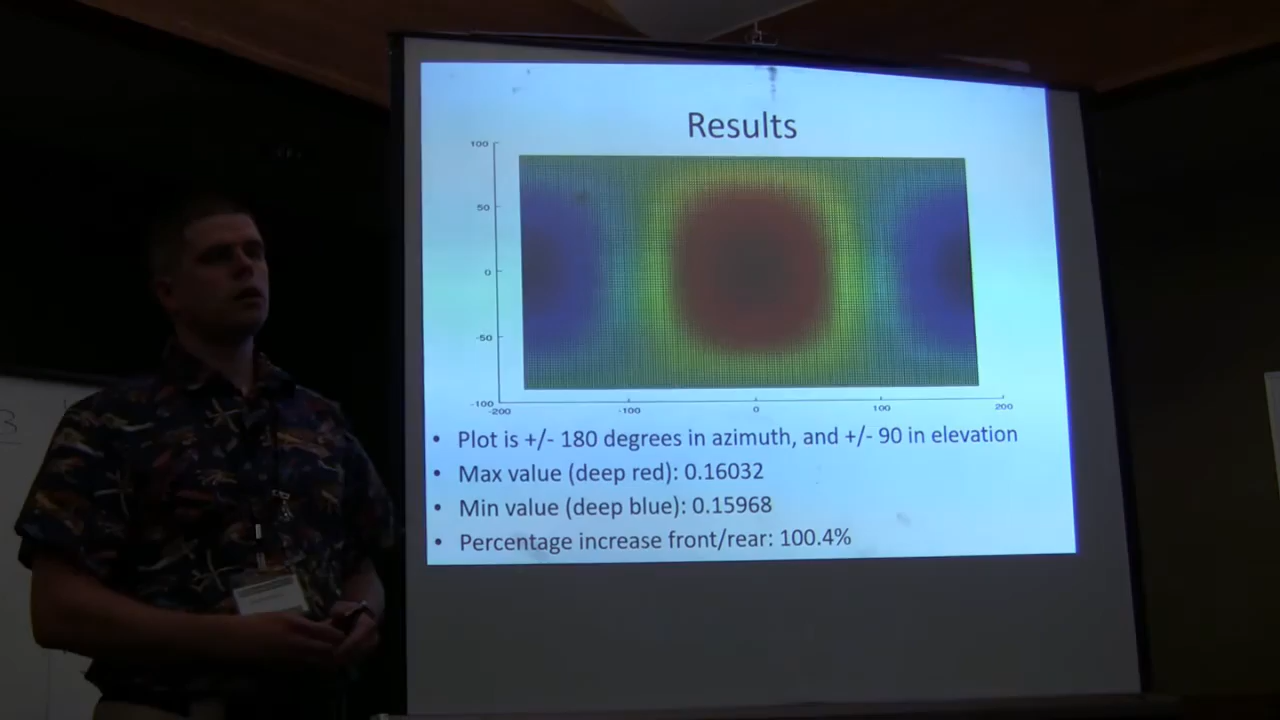 Results
100
50
0
-50
-100
-200
-100
0
100
200
• Plot is +/- 180 degrees in azimuth, and +/- 90 in elevation
• Max value (deep red): 0.16032
• Min value (deep blue): 0.15968
• Percentage increase front/rear: 100.4%
3